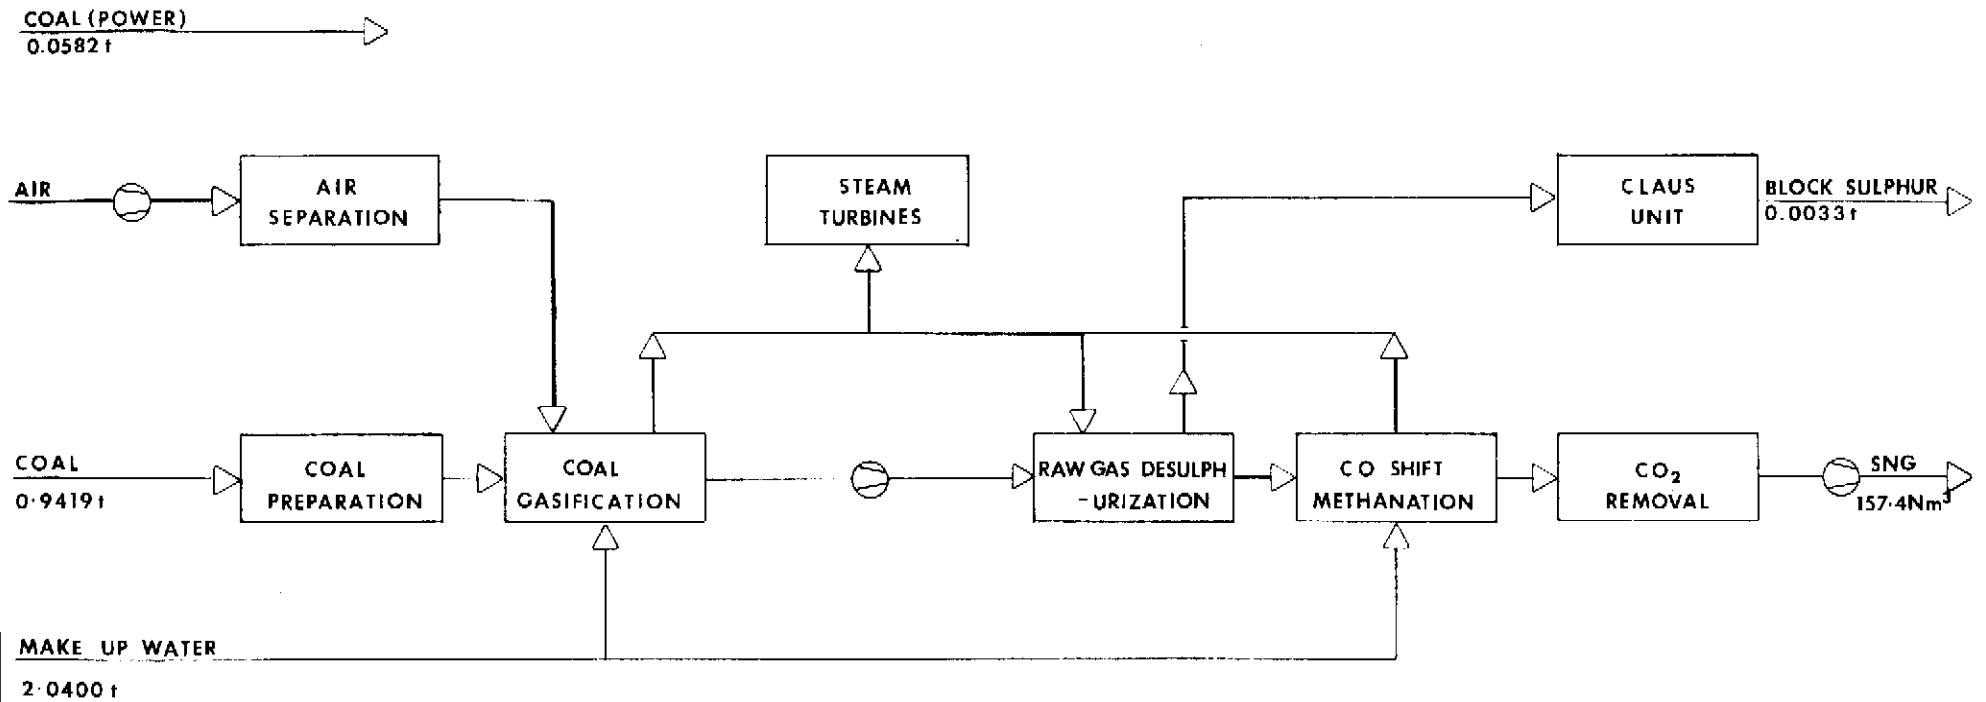 COAL (POWER)
0.0582 t
AIR
AIR
SEPARATION
STEAM
TURBINES
CLAUS
UNIT
BLOCK SULPHUR
0.0033 t
COAL
0·9419 t
COAL
PREPARATION
COAL
GASIFICATION
RAW GAS DESULPH
-URIZATION
CO SHIFT
METHANATION
CO₂
REMOVAL
SNG
157·4Nm³
MAKE UP WATER
2·0400 t